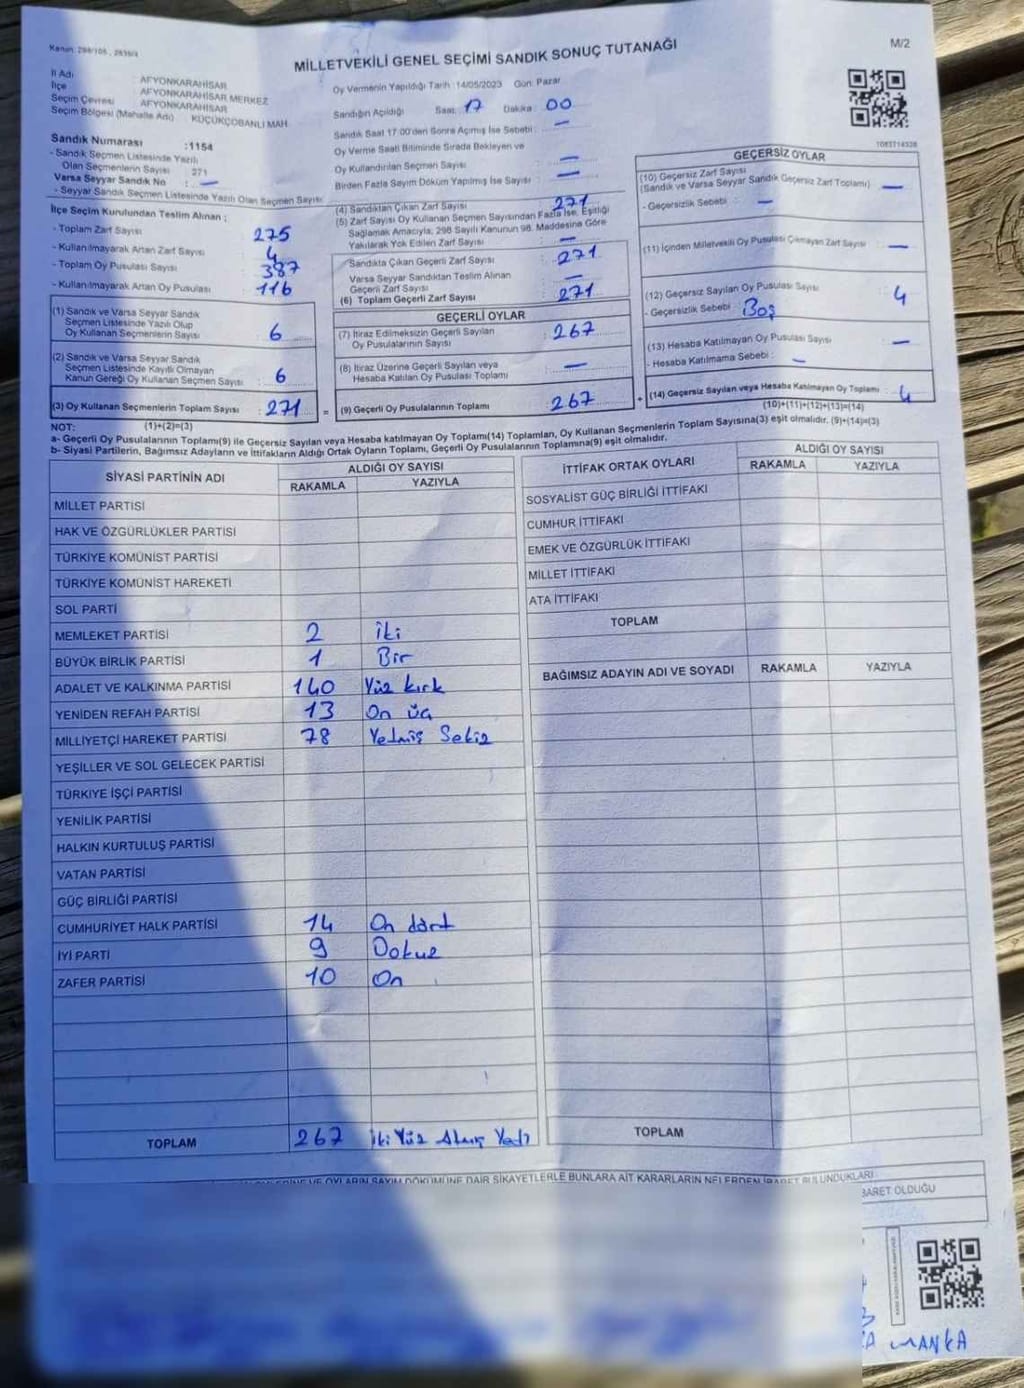 Kanun: 298/105 , 2839/4
M/2
MİLLETVEKİLİ GENEL SEÇİMİ SANDIK SONUÇ TUTANAĞI
İl Adı : AFYONKARAHİSAR
İlçe : AFYONKARAHİSAR MERKEZ
Seçim Çevresi : AFYONKARAHİSAR
Seçim Bölgesi (Mahalle Adı) : KÜÇÜKÇOBANLI MAH.
Sandık Numarası :1154
- Sandık Seçmen Listesinde Yazılı
Olan Seçmenlerin Sayısı : 271
Varsa Seyyar Sandık No : —
- Seyyar Sandık Seçmen Listesinde Yazılı Olan Seçmen Sayısı:
Oy Vermenin Yapıldığı Tarih :14/05/2023 Gün: Pazar
Sandığın Açıldığı Saat: 17 Dakika : 00
Sandık Saat 17:00'den Sonra Açılmış İse Sebebi : —
Oy Verme Saati Bitiminde Sırada Bekleyen ve
Oy Kullandırılan Seçmen Sayısı : —
Birden Fazla Sayım Döküm Yapılmış İse Sayısı : —
İlçe Seçim Kurulundan Teslim Alınan ;
- Toplam Zarf Sayısı : 275
- Kullanılmayarak Artan Zarf Sayısı : 4
- Toplam Oy Pusulası Sayısı : 387
- Kullanılmayarak Artan Oy Pusulası : 116
(1) Sandık ve Varsa Seyyar Sandık
Seçmen Listesinde Yazılı Olup
Oy Kullanan Seçmenlerin Sayısı : 6
(2) Sandık ve Varsa Seyyar Sandık
Seçmen Listesinde Kayıtlı Olmayan
Kanun Gereği Oy Kullanan Seçmen Sayısı : 6
(3) Oy Kullanan Seçmenlerin Toplam Sayısı : 271
(1)+(2)=(3)
(4) Sandıktan Çıkan Zarf Sayısı : 271
(5) Zarf Sayısı Oy Kullanan Seçmen Sayısından Fazla İse, Eşitliği
Sağlamak Amacıyla, 298 Sayılı Kanunun 98. Maddesine Göre
Yakılarak Yok Edilen Zarf Sayısı : —
Sandıkta Çıkan Geçerli Zarf Sayısı : 271
Varsa Seyyar Sandıktan Teslim Alınan
Geçerli Zarf Sayısı : —
(6) Toplam Geçerli Zarf Sayısı : 271
GEÇERLİ OYLAR
(7) İtiraz Edilmeksizin Geçerli Sayılan
Oy Pusulalarının Sayısı : 267
(8) İtiraz Üzerine Geçerli Sayılan veya
Hesaba Katılan Oy Pusulası Toplamı : —
= (9) Geçerli Oy Pusulalarının Toplamı : 267
1083714338
GEÇERSİZ OYLAR
(10) Geçersiz Zarf Sayısı
(Sandık ve Varsa Seyyar Sandık Geçersiz Zarf Toplamı) : —
- Geçersizlik Sebebi : —
(11) İçinden Milletvekili Oy Pusulası Çıkmayan Zarf Sayısı : —
(12) Geçersiz Sayılan Oy Pusulası Sayısı : 4
- Geçersizlik Sebebi : Boş
(13) Hesaba Katılmayan Oy Pusulası Sayısı : —
- Hesaba Katılmama Sebebi : —
+ (14) Geçersiz Sayılan veya Hesaba Katılmayan Oy Toplamı : 4
(10)+(11)+(12)+(13)=(14)
NOT:
a- Geçerli Oy Pusulalarının Toplamı(9) ile Geçersiz Sayılan veya Hesaba katılmayan Oy Toplamı(14) Toplamları, Oy Kullanan Seçmenlerin Toplam Sayısına(3) eşit olmalıdır. (9)+(14)=(3)
b- Siyasi Partilerin, Bağımsız Adayların ve İttifakların Aldığı Ortak Oyların Toplamı, Geçerli Oy Pusulalarının Toplamına(9) eşit olmalıdır.
SİYASİ PARTİNİN ADI ALDIĞI OY SAYISI
RAKAMLA YAZIYLA
MİLLET PARTİSİ
HAK VE ÖZGÜRLÜKLER PARTİSİ
TÜRKİYE KOMÜNİST PARTİSİ
TÜRKİYE KOMÜNİST HAREKETİ
SOL PARTİ
MEMLEKET PARTİSİ 2 İki
BÜYÜK BİRLİK PARTİSİ 1 Bir
ADALET VE KALKINMA PARTİSİ 140 Yüz kırk
YENİDEN REFAH PARTİSİ 13 On üç
MİLLİYETÇİ HAREKET PARTİSİ 78 Yetmiş Sekiz
YEŞİLLER VE SOL GELECEK PARTİSİ
TÜRKİYE İŞÇİ PARTİSİ
YENİLİK PARTİSİ
HALKIN KURTULUŞ PARTİSİ
VATAN PARTİSİ
GÜÇ BİRLİĞİ PARTİSİ
CUMHURİYET HALK PARTİSİ 14 On dört
İYİ PARTİ 9 Dokuz
ZAFER PARTİSİ 10 On
TOPLAM 267 İki Yüz Atmış Yedi
İTTİFAK ORTAK OYLARI ALDIĞI OY SAYISI
RAKAMLA YAZIYLA
SOSYALİST GÜÇ BİRLİĞİ İTTİFAKI
CUMHUR İTTİFAKI
EMEK VE ÖZGÜRLÜK İTTİFAKI
MİLLET İTTİFAKI
ATA İTTİFAKI
TOPLAM
BAĞIMSIZ ADAYIN ADI VE SOYADI RAKAMLA YAZIYLA
TOPLAM
VE OYLARIN SAYIM DÖKÜMÜNE DAİR ŞİKAYETLERLE BUNLARA AİT KARARLARIN NELERDEN İBARET BULUNDUKLARI
BARET OLDUĞU
MANKA